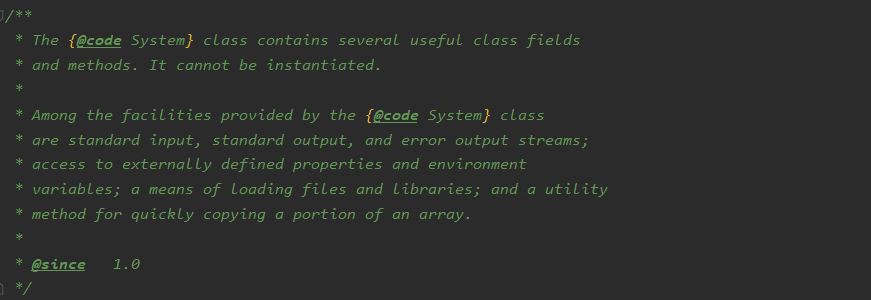 /**
* The {@code System} class contains several useful class fields
* and methods. It cannot be instantiated.
*
* Among the facilities provided by the {@code System} class
* are standard input, standard output, and error output streams;
* access to externally defined properties and environment
* variables; a means of loading files and libraries; and a utility
* method for quickly copying a portion of an array.
*
* @since   1.0
*/